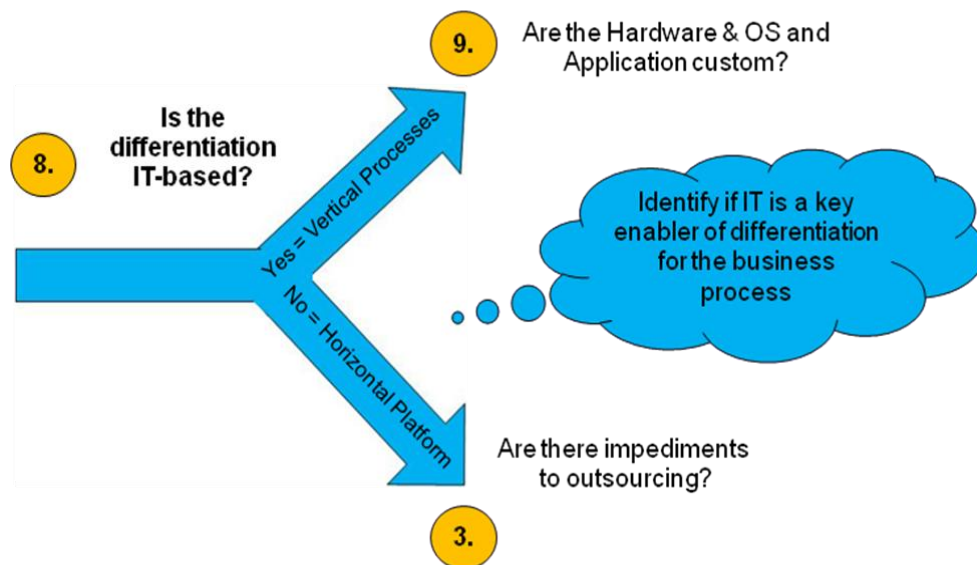 9.
Are the Hardware & OS and
Application custom?
8.
Is the
differentiation
IT-based?
Yes = Vertical Processes
No = Horizontal Platform
Identify if IT is a key
enabler of differentiation
for the business
process
Are there impediments
to outsourcing?
3.